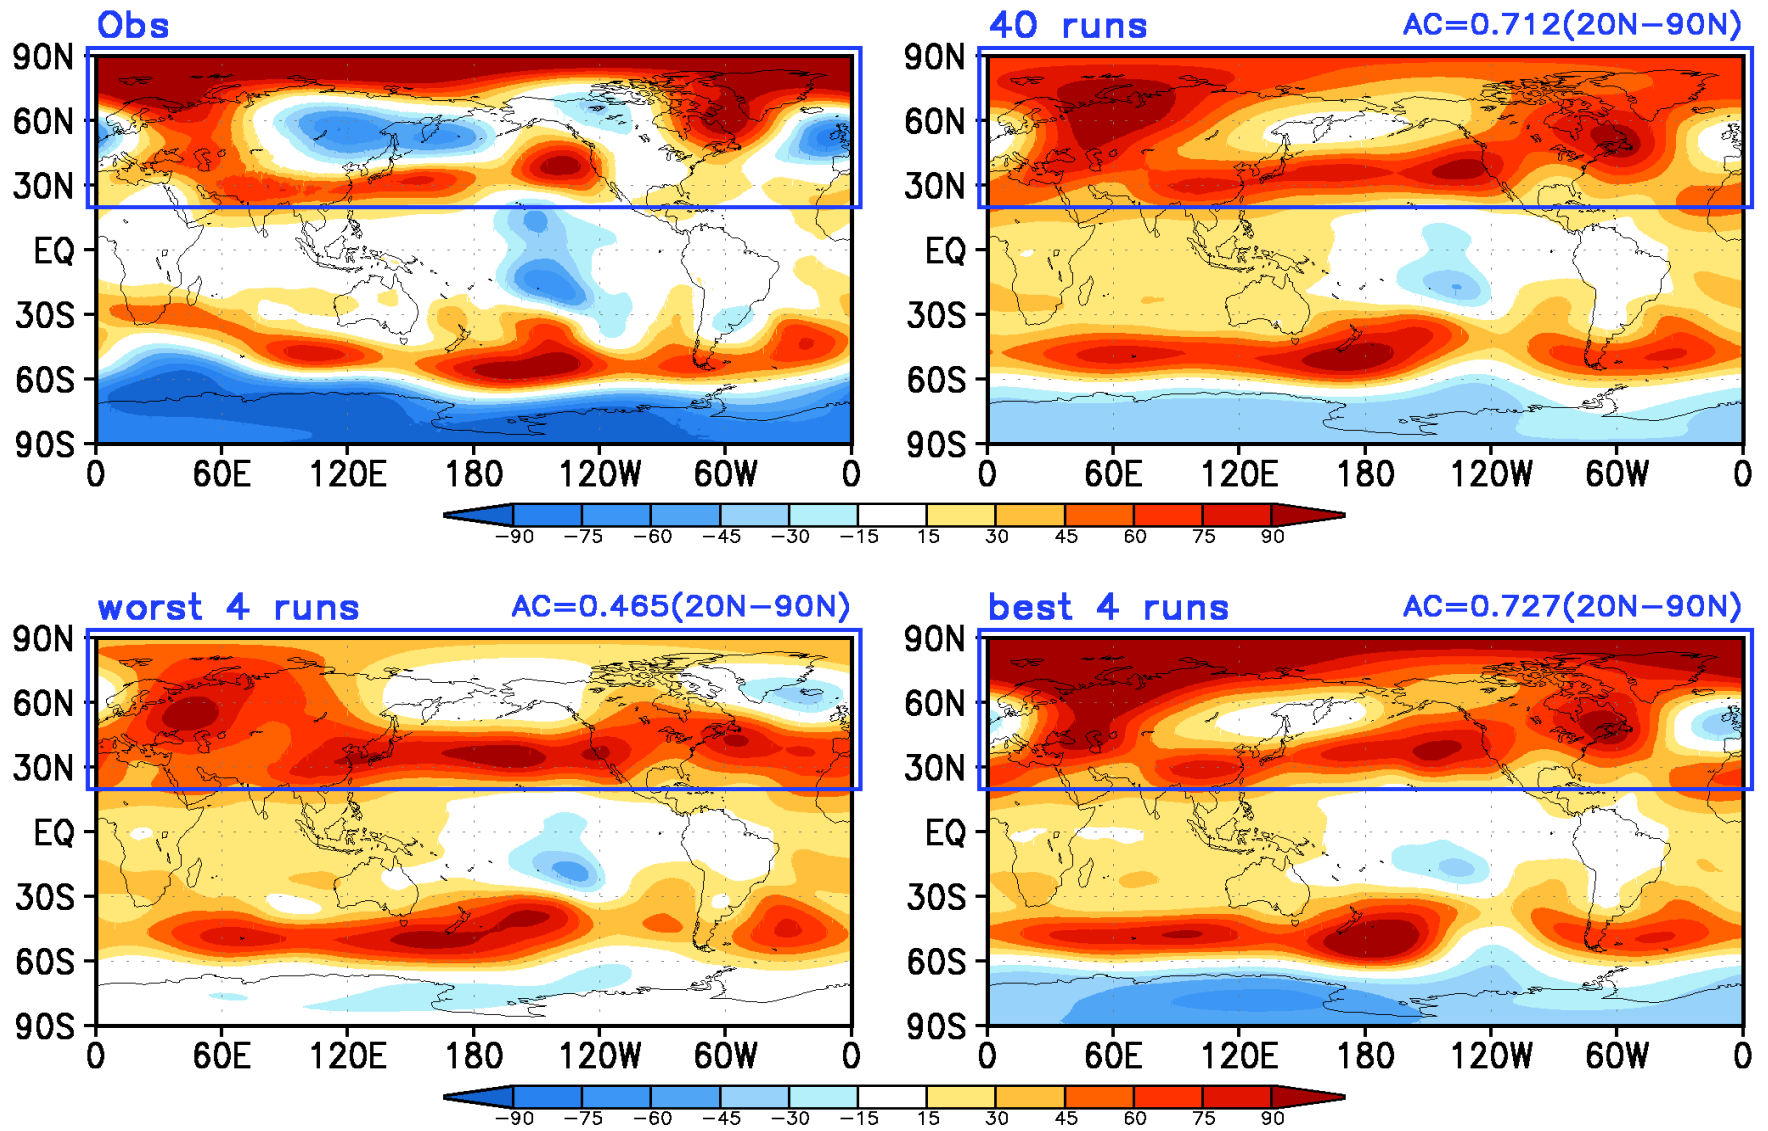 Obs
40 runs AC=0.712(20N−90N)
90N 90N
60N 60N
30N 30N
EQ EQ
30S 30S
60S 60S
90S 90S
0 60E 120E 180 120W 60W 0 0 60E 120E 180 120W 60W 0
−90 −75 −60 −45 −30 −15 15 30 45 60 75 90
worst 4 runs AC=0.465(20N−90N)
best 4 runs AC=0.727(20N−90N)
90N 90N
60N 60N
30N 30N
EQ EQ
30S 30S
60S 60S
90S 90S
0 60E 120E 180 120W 60W 0 0 60E 120E 180 120W 60W 0
−90 −75 −60 −45 −30 −15 15 30 45 60 75 90